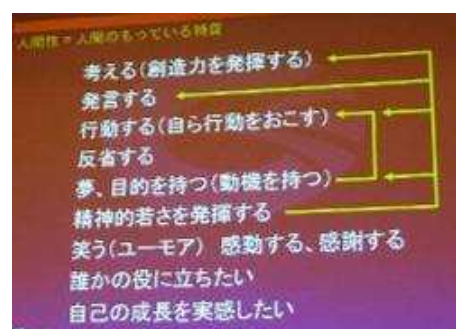 人間性＝人間のもっている特質
考える(創造力を発揮する)
発言する
行動する(自ら行動をおこす)
反省する
夢、目的を持つ(動機を持つ)
精神的若さを発揮する
笑う(ユーモア) 感動する、感謝する
誰かの役に立ちたい
自己の成長を実感したい